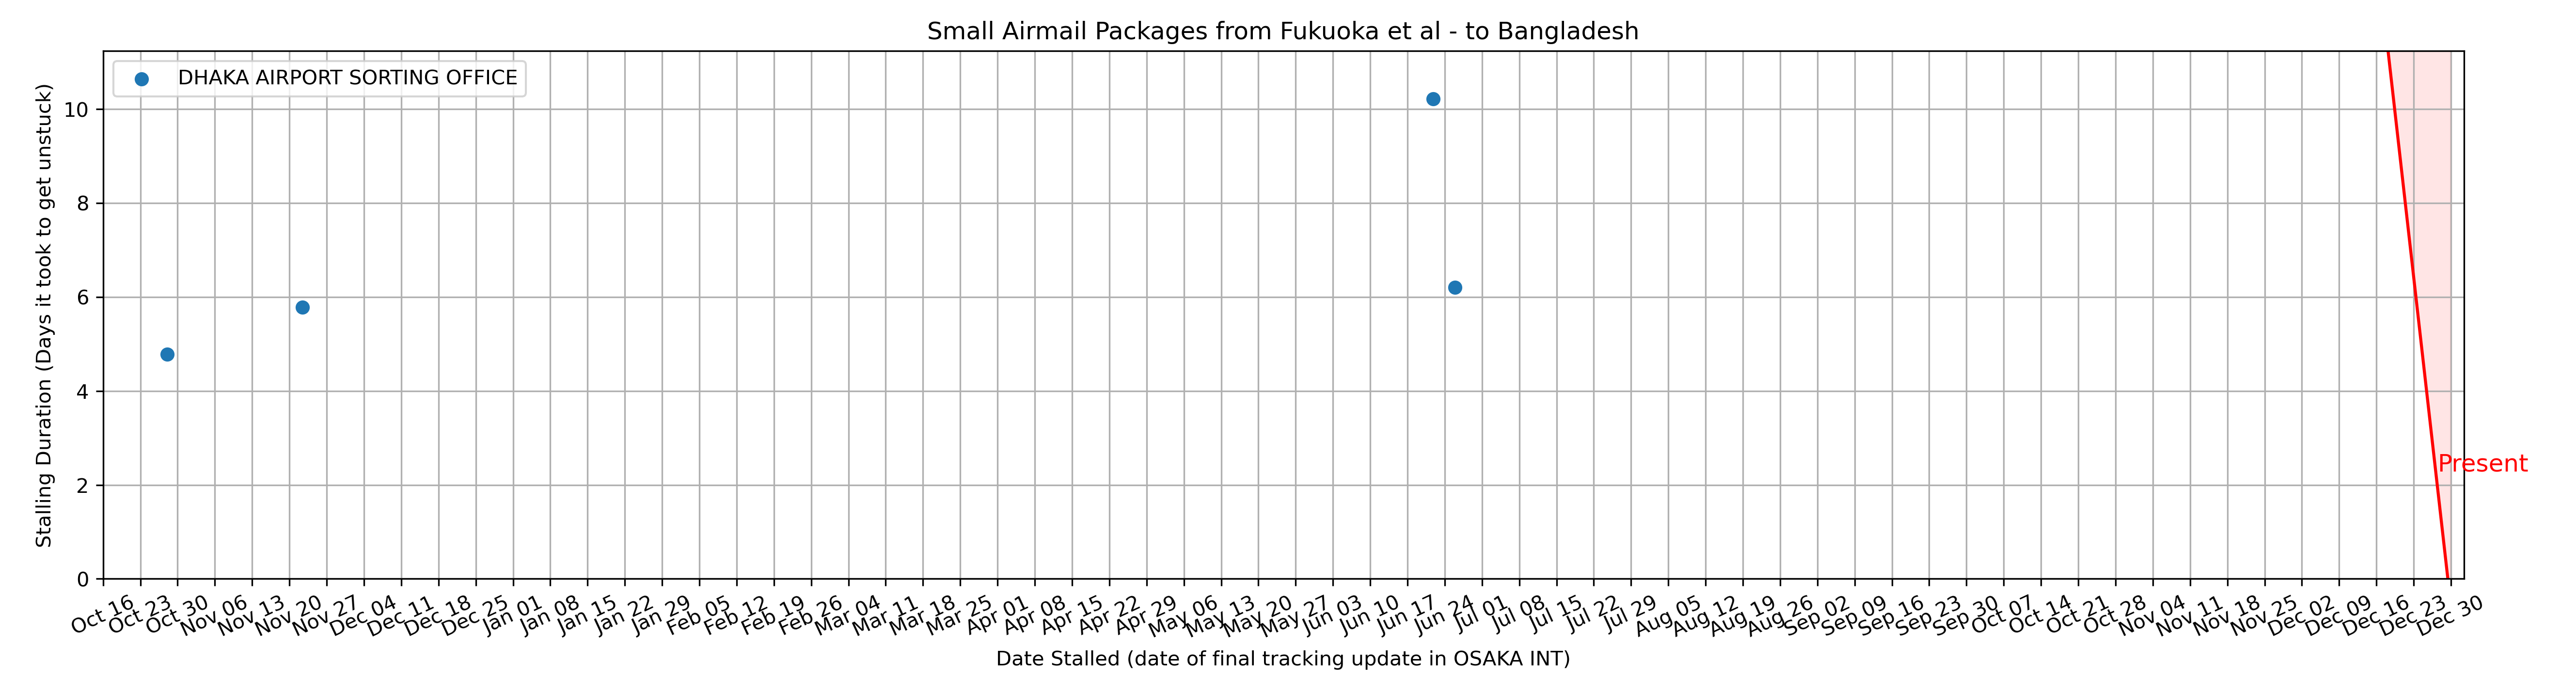 Small Airmail Packages from Fukuoka et al - to Bangladesh
DHAKA AIRPORT SORTING OFFICE
Stalling Duration (Days it took to get unstuck)
10
8
6
4
2
0
Present
Oct 16
Oct 23
Oct 30
Nov 06
Nov 13
Nov 20
Nov 27
Dec 04
Dec 11
Dec 18
Dec 25
Jan 01
Jan 08
Jan 15
Jan 22
Jan 29
Feb 05
Feb 12
Feb 19
Feb 26
Mar 04
Mar 11
Mar 18
Mar 25
Apr 01
Apr 08
Apr 15
Apr 22
Apr 29
May 06
May 13
May 20
May 27
Jun 03
Jun 10
Jun 17
Jun 24
Jul 01
Jul 08
Jul 15
Jul 22
Jul 29
Aug 05
Aug 12
Aug 19
Aug 26
Sep 02
Sep 09
Sep 16
Sep 23
Sep 30
Oct 07
Oct 14
Oct 21
Oct 28
Nov 04
Nov 11
Nov 18
Nov 25
Dec 02
Dec 09
Dec 16
Dec 23
Dec 30
Date Stalled (date of final tracking update in OSAKA INT)